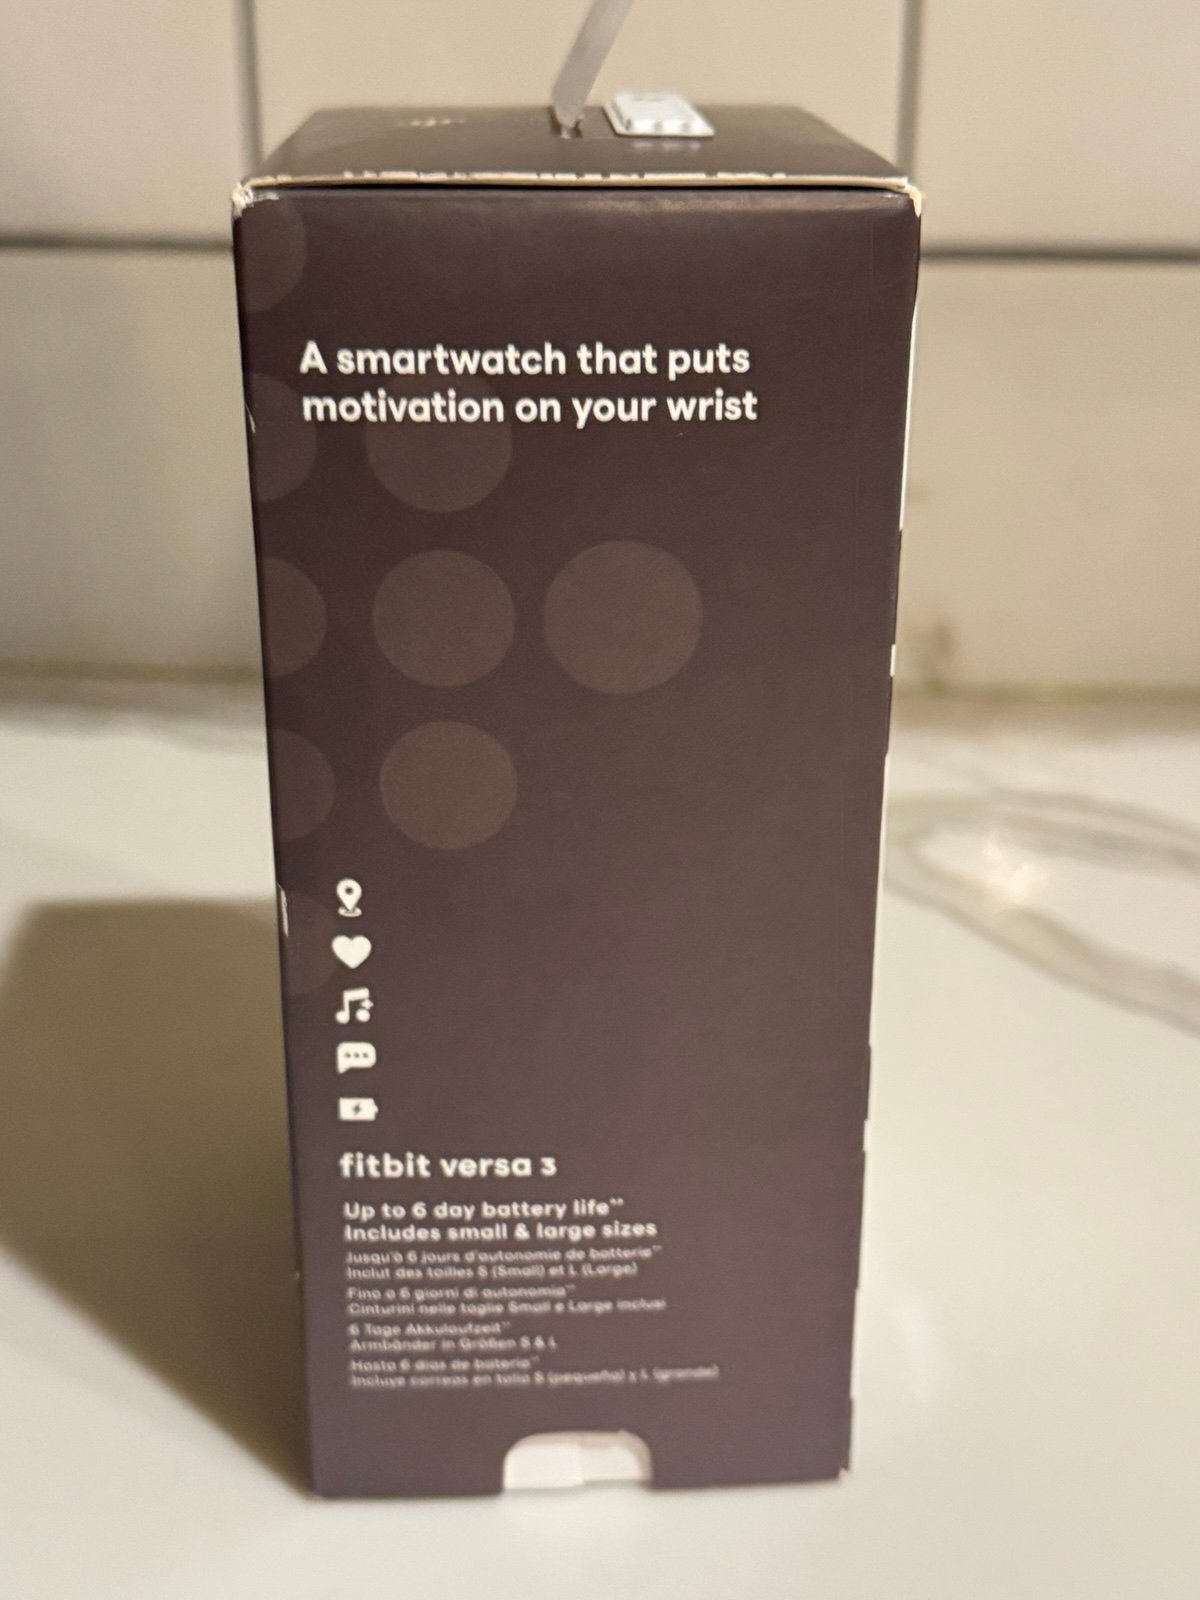 A smartwatch that puts
motivation on your wrist
fitbit versa 3
Up to 6 day battery life**
Includes small & large sizes
Jusqu'à 6 jours d'autonomie de batterie**
Inclut des tailles S (Small) et L (Large)
Fino a 6 giorni di autonomia**
Cinturini nelle taglie Small e Large inclusi
6 Tage Akkulaufzeit**
Armbänder in Größen S & L
Hasta 6 días de batería**
Incluye correas en talla S (pequeña) y L (grande)